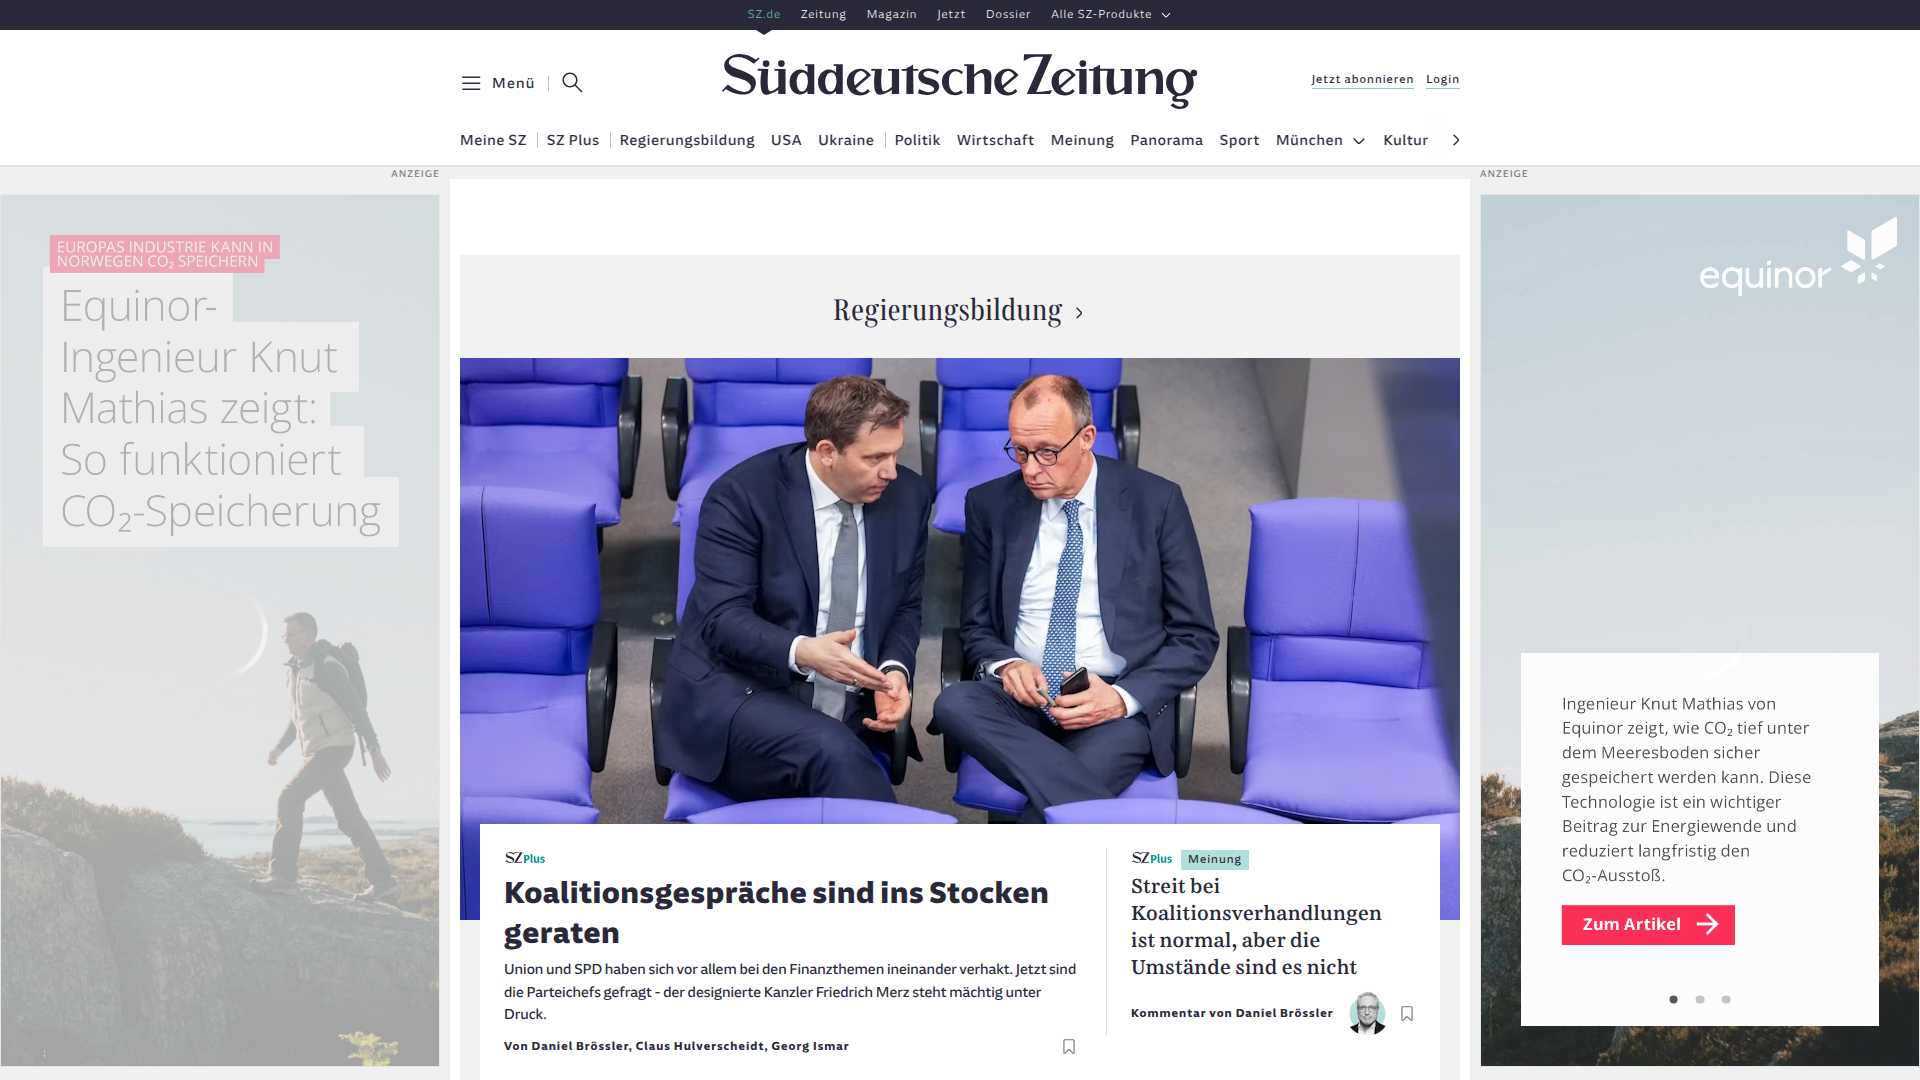 SZ.de Zeitung Magazin Jetzt Dossier Alle SZ-Produkte
Menü
Süddeutsche Zeitung
Jetzt abonnieren Login
Meine SZ SZ Plus Regierungsbildung USA Ukraine Politik Wirtschaft Meinung Panorama Sport München Kultur
ANZEIGE
EUROPAS INDUSTRIE KANN IN
NORWEGEN CO₂ SPEICHERN
Equinor-
Ingenieur Knut
Mathias zeigt:
So funktioniert
CO₂-Speicherung
Regierungsbildung
SZ Plus
Koalitionsgespräche sind ins Stocken
geraten
Union und SPD haben sich vor allem bei den Finanzthemen ineinander verhakt. Jetzt sind
die Parteichefs gefragt - der designierte Kanzler Friedrich Merz steht mächtig unter
Druck.
Von Daniel Brössler, Claus Hulverscheidt, Georg Ismar
SZ Plus Meinung
Streit bei
Koalitionsverhandlungen
ist normal, aber die
Umstände sind es nicht
Kommentar von Daniel Brössler
ANZEIGE
equinor
Ingenieur Knut Mathias von
Equinor zeigt, wie CO₂ tief unter
dem Meeresboden sicher
gespeichert werden kann. Diese
Technologie ist ein wichtiger
Beitrag zur Energiewende und
reduziert langfristig den
CO₂-Ausstoß.
Zum Artikel